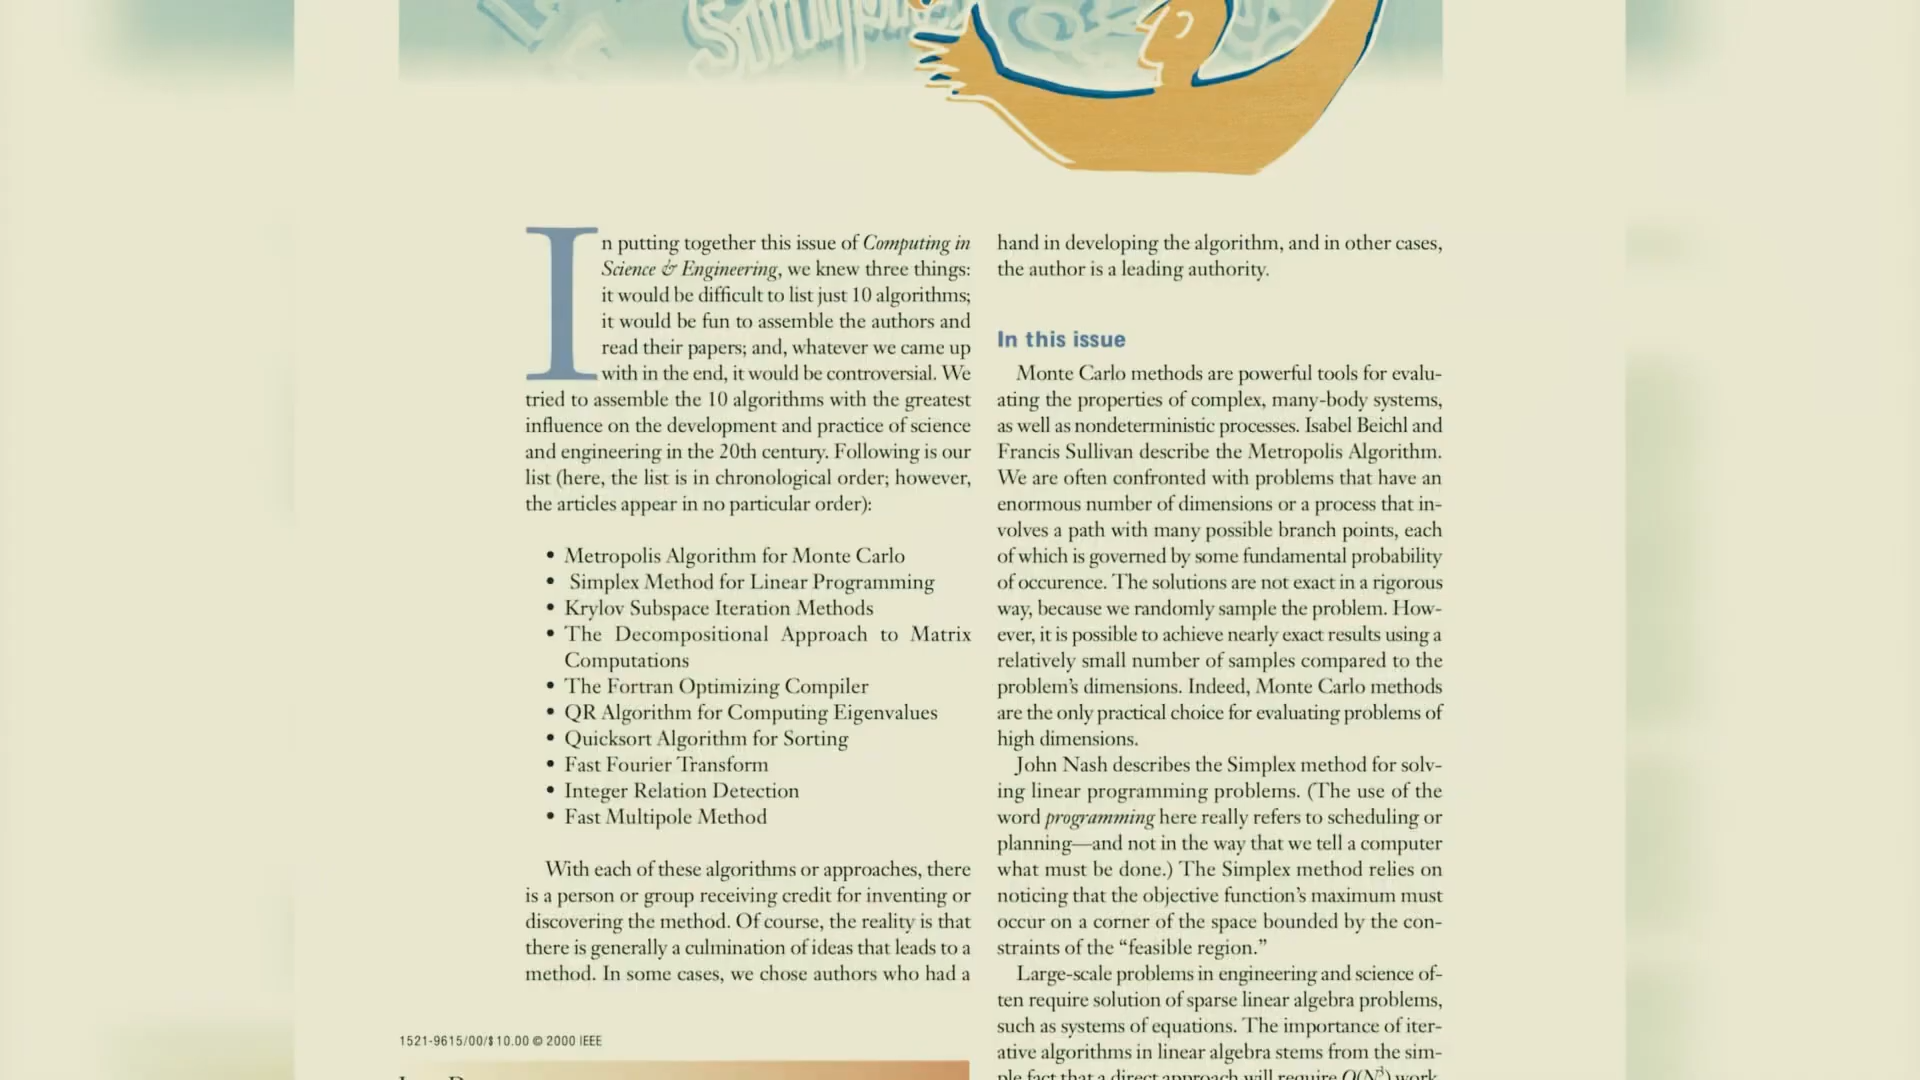 In putting together this issue of Computing in
Science & Engineering, we knew three things:
it would be difficult to list just 10 algorithms;
it would be fun to assemble the authors and
read their papers; and, whatever we came up
with in the end, it would be controversial. We
tried to assemble the 10 algorithms with the greatest
influence on the development and practice of science
and engineering in the 20th century. Following is our
list (here, the list is in chronological order; however,
the articles appear in no particular order):
• Metropolis Algorithm for Monte Carlo
• Simplex Method for Linear Programming
• Krylov Subspace Iteration Methods
• The Decompositional Approach to Matrix
Computations
• The Fortran Optimizing Compiler
• QR Algorithm for Computing Eigenvalues
• Quicksort Algorithm for Sorting
• Fast Fourier Transform
• Integer Relation Detection
• Fast Multipole Method
With each of these algorithms or approaches, there
is a person or group receiving credit for inventing or
discovering the method. Of course, the reality is that
there is generally a culmination of ideas that leads to a
method. In some cases, we chose authors who had a
1521-9615/00/$10.00 © 2000 IEEE
hand in developing the algorithm, and in other cases,
the author is a leading authority.
In this issue
Monte Carlo methods are powerful tools for evalu-
ating the properties of complex, many-body systems,
as well as nondeterministic processes. Isabel Beichl and
Francis Sullivan describe the Metropolis Algorithm.
We are often confronted with problems that have an
enormous number of dimensions or a process that in-
volves a path with many possible branch points, each
of which is governed by some fundamental probability
of occurence. The solutions are not exact in a rigorous
way, because we randomly sample the problem. How-
ever, it is possible to achieve nearly exact results using a
relatively small number of samples compared to the
problem's dimensions. Indeed, Monte Carlo methods
are the only practical choice for evaluating problems of
high dimensions.
John Nash describes the Simplex method for solv-
ing linear programming problems. (The use of the
word programming here really refers to scheduling or
planning—and not in the way that we tell a computer
what must be done.) The Simplex method relies on
noticing that the objective function's maximum must
occur on a corner of the space bounded by the con-
straints of the “feasible region.”
Large-scale problems in engineering and science of-
ten require solution of sparse linear algebra problems,
such as systems of equations. The importance of iter-
ative algorithms in linear algebra stems from the sim-
ple fact that a direct approach will require O(N³) work.